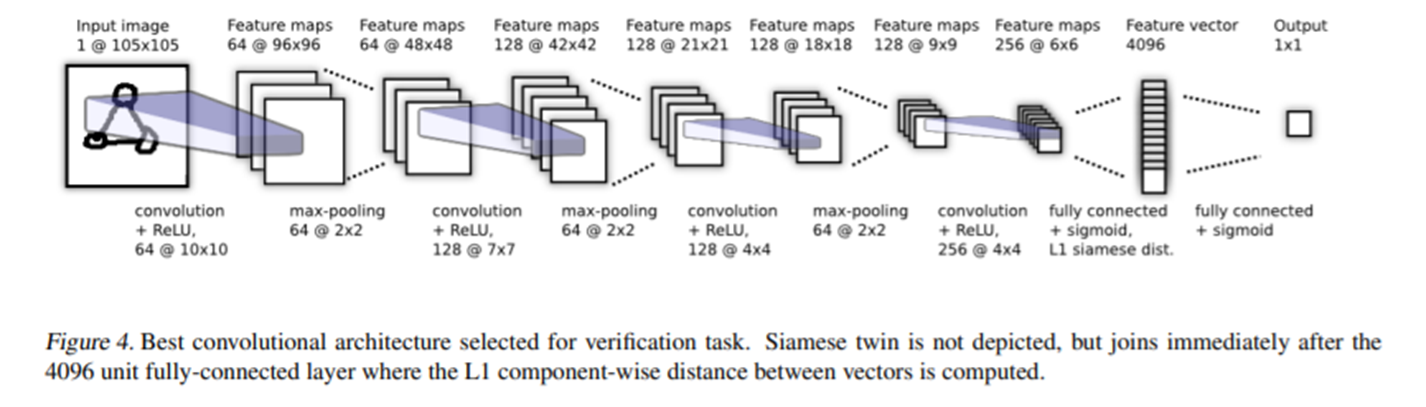 Input image
1 @ 105x105
Feature maps
64 @ 96x96
Feature maps
64 @ 48x48
Feature maps
128 @ 42x42
Feature maps
128 @ 21x21
Feature maps
128 @ 18x18
Feature maps
128 @ 9x9
Feature maps
256 @ 6x6
Feature vector
4096
Output
1x1
convolution
+ ReLU,
64 @ 10x10
max-pooling
64 @ 2x2
convolution
+ ReLU,
128 @ 7x7
max-pooling
64 @ 2x2
convolution
+ ReLU,
128 @ 4x4
max-pooling
64 @ 2x2
convolution
+ ReLU,
256 @ 4x4
fully connected
+ sigmoid,
L1 siamese dist.
fully connected
+ sigmoid
Figure 4. Best convolutional architecture selected for verification task. Siamese twin is not depicted, but joins immediately after the
4096 unit fully-connected layer where the L1 component-wise distance between vectors is computed.